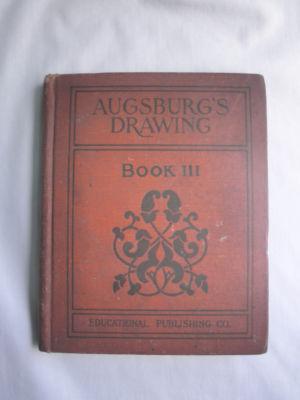 AUGSBURG'S
DRAWING
BOOK III
EDUCATIONAL PUBLISHING CO.